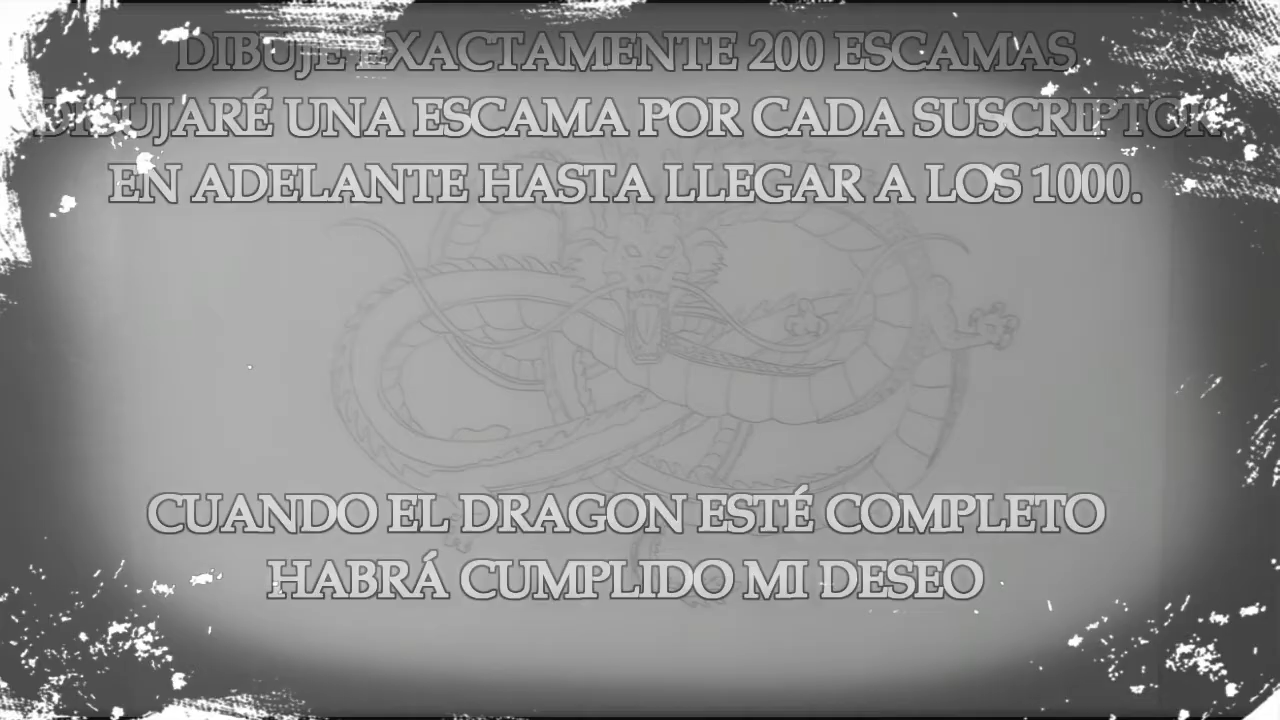 DIBUJE EXACTAMENTE 200 ESCAMAS
DIBUJARÉ UNA ESCAMA POR CADA SUSCRIPTOR
EN ADELANTE HASTA LLEGAR A LOS 1000.
CUANDO EL DRAGON ESTÉ COMPLETO
HABRÁ CUMPLIDO MI DESEO